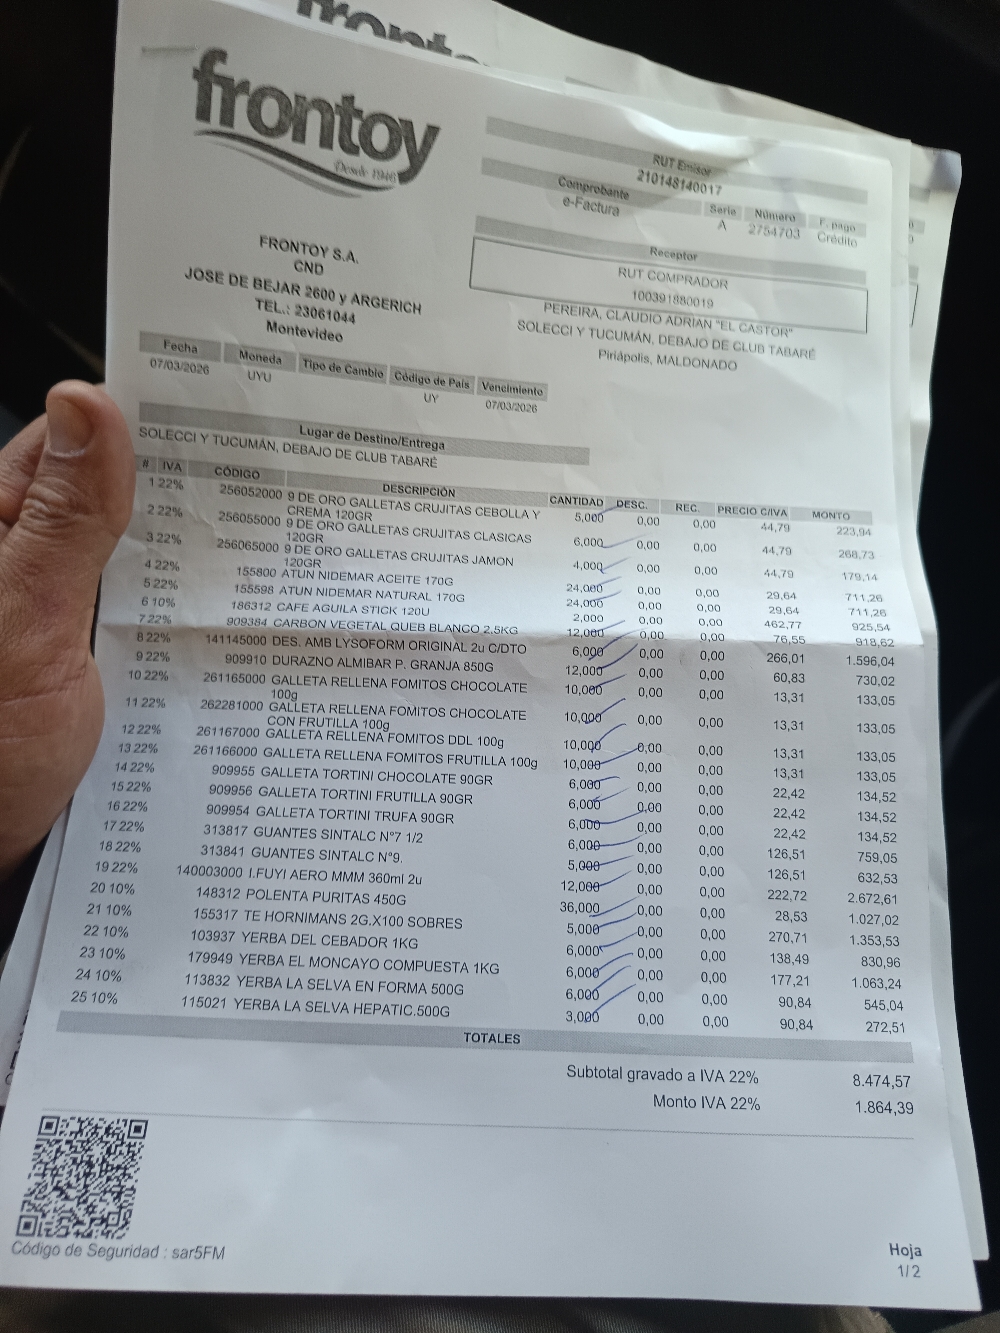 frontoy
Desde 1946
RUT Emisor
210148140017
Comprobante Serie Número F. pago
e-Factura A 2754703 Crédito
Receptor
RUT COMPRADOR
100391880019
PEREIRA, CLAUDIO ADRIAN "EL CASTOR"
SOLECCI Y TUCUMÁN, DEBAJO DE CLUB TABARÉ
Piriápolis, MALDONADO
FRONTOY S.A.
CND
JOSE DE BEJAR 2600 y ARGERICH
TEL.: 23061044
Montevideo
Fecha Moneda Tipo de Cambio Código de País Vencimiento
07/03/2026 UYU UY 07/03/2026
Lugar de Destino/Entrega
SOLECCI Y TUCUMÁN, DEBAJO DE CLUB TABARÉ
# IVA CÓDIGO DESCRIPCIÓN CANTIDAD DESC. REC. PRECIO C/IVA MONTO
1 22% 256052000 9 DE ORO GALLETAS CRUJITAS CEBOLLA Y 5,000 0,00 0,00 44,79 223,94
CREMA 120GR
2 22% 256055000 9 DE ORO GALLETAS CRUJITAS CLASICAS 6,000 0,00 0,00 44,79 268,73
120GR
3 22% 256065000 9 DE ORO GALLETAS CRUJITAS JAMON 4,000 0,00 0,00 44,79 179,14
120GR
4 22% 155800 ATUN NIDEMAR ACEITE 170G 24,000 0,00 0,00 29,64 711,26
5 22% 155598 ATUN NIDEMAR NATURAL 170G 24,000 0,00 0,00 29,64 711,26
6 10% 186312 CAFE AGUILA STICK 120U 2,000 0,00 0,00 462,77 925,54
7 22% 909384 CARBON VEGETAL QUEB BLANCO 2,5KG 12,000 0,00 0,00 76,55 918,62
8 22% 141145000 DES. AMB LYSOFORM ORIGINAL 2u C/DTO 6,000 0,00 0,00 266,01 1.596,04
9 22% 909910 DURAZNO ALMIBAR P. GRANJA 850G 12,000 0,00 0,00 60,83 730,02
10 22% 261165000 GALLETA RELLENA FOMITOS CHOCOLATE 10,000 0,00 0,00 13,31 133,05
100g
11 22% 262281000 GALLETA RELLENA FOMITOS CHOCOLATE 10,000 0,00 0,00 13,31 133,05
CON FRUTILLA 100g
12 22% 261167000 GALLETA RELLENA FOMITOS DDL 100g 10,000 0,00 0,00 13,31 133,05
13 22% 261166000 GALLETA RELLENA FOMITOS FRUTILLA 100g 10,000 0,00 0,00 13,31 133,05
14 22% 909955 GALLETA TORTINI CHOCOLATE 90GR 6,000 0,00 0,00 22,42 134,52
15 22% 909956 GALLETA TORTINI FRUTILLA 90GR 6,000 0,00 0,00 22,42 134,52
16 22% 909954 GALLETA TORTINI TRUFA 90GR 6,000 0,00 0,00 22,42 134,52
17 22% 313817 GUANTES SINTALC N°7 1/2 6,000 0,00 0,00 126,51 759,05
18 22% 313841 GUANTES SINTALC N°9. 5,000 0,00 0,00 126,51 632,53
19 22% 140003000 I.FUYI AERO MMM 360ml 2u 12,000 0,00 0,00 222,72 2.672,61
20 10% 148312 POLENTA PURITAS 450G 36,000 0,00 0,00 28,53 1.027,02
21 10% 155317 TE HORNIMANS 2G.X100 SOBRES 5,000 0,00 0,00 270,71 1.353,53
22 10% 103937 YERBA DEL CEBADOR 1KG 6,000 0,00 0,00 138,49 830,96
23 10% 179949 YERBA EL MONCAYO COMPUESTA 1KG 6,000 0,00 0,00 177,21 1.063,24
24 10% 113832 YERBA LA SELVA EN FORMA 500G 6,000 0,00 0,00 90,84 545,04
25 10% 115021 YERBA LA SELVA HEPATIC.500G 3,000 0,00 0,00 90,84 272,51
TOTALES
Subtotal gravado a IVA 22% 8.474,57
Monto IVA 22% 1.864,39
Código de Seguridad : sar5FM
Hoja
1/ 2